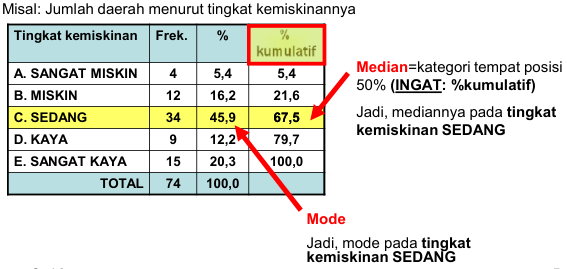 Misal: Jumlah daerah menurut tingkat kemiskinannya
Tingkat kemiskinan Frek. % % kumulatif
A. SANGAT MISKIN 4 5,4 5,4
B. MISKIN 12 16,2 21,6
C. SEDANG 34 45,9 67,5
D. KAYA 9 12,2 79,7
E. SANGAT KAYA 15 20,3 100,0
TOTAL 74 100,0
Median=kategori tempat posisi
50% (INGAT: %kumulatif)
Jadi, mediannya pada tingkat
kemiskinan SEDANG
Mode
Jadi, mode pada tingkat
kemiskinan SEDANG